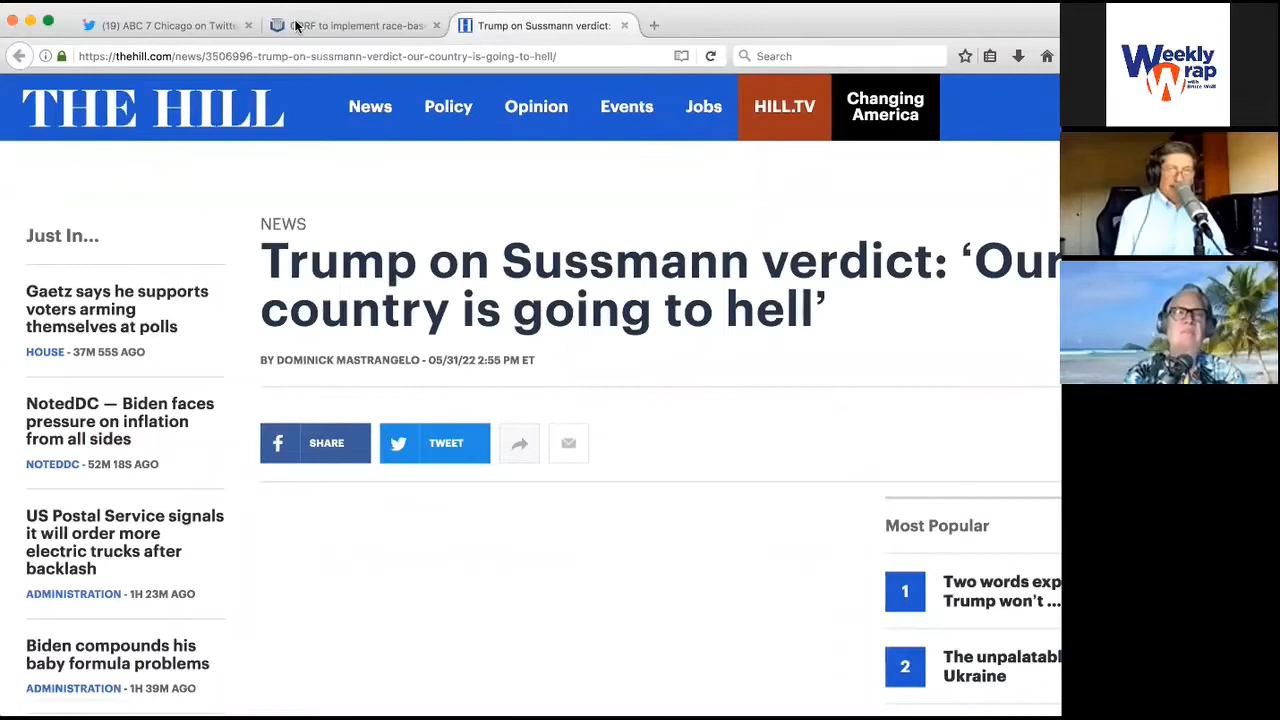 (19) ABC 7 Chicago on Twitte
RF to implement race-bas
Trump on Sussmann verdict:
https://thehill.com/news/3506996-trump-on-sussmann-verdict-our-country-is-going-to-hell/
Search
THE HILL
News
Policy
Opinion
Events
Jobs
HILL.TV
Changing
America
Just In...
Gaetz says he supports
voters arming
themselves at polls
HOUSE - 37M 55S AGO
NotedDC — Biden faces
pressure on inflation
from all sides
NOTEDDC - 52M 18S AGO
US Postal Service signals
it will order more
electric trucks after
backlash
ADMINISTRATION - 1H 23M AGO
Biden compounds his
baby formula problems
ADMINISTRATION - 1H 39M AGO
NEWS
Trump on Sussmann verdict: ‘Our
country is going to hell’
BY DOMINICK MASTRANGELO - 05/31/22 2:55 PM ET
SHARE
TWEET
Most Popular
1
Two words exp
Trump won’t ...
2
The unpalatabl
Ukraine
Weekly
Wrap
with
Bruce Wolf